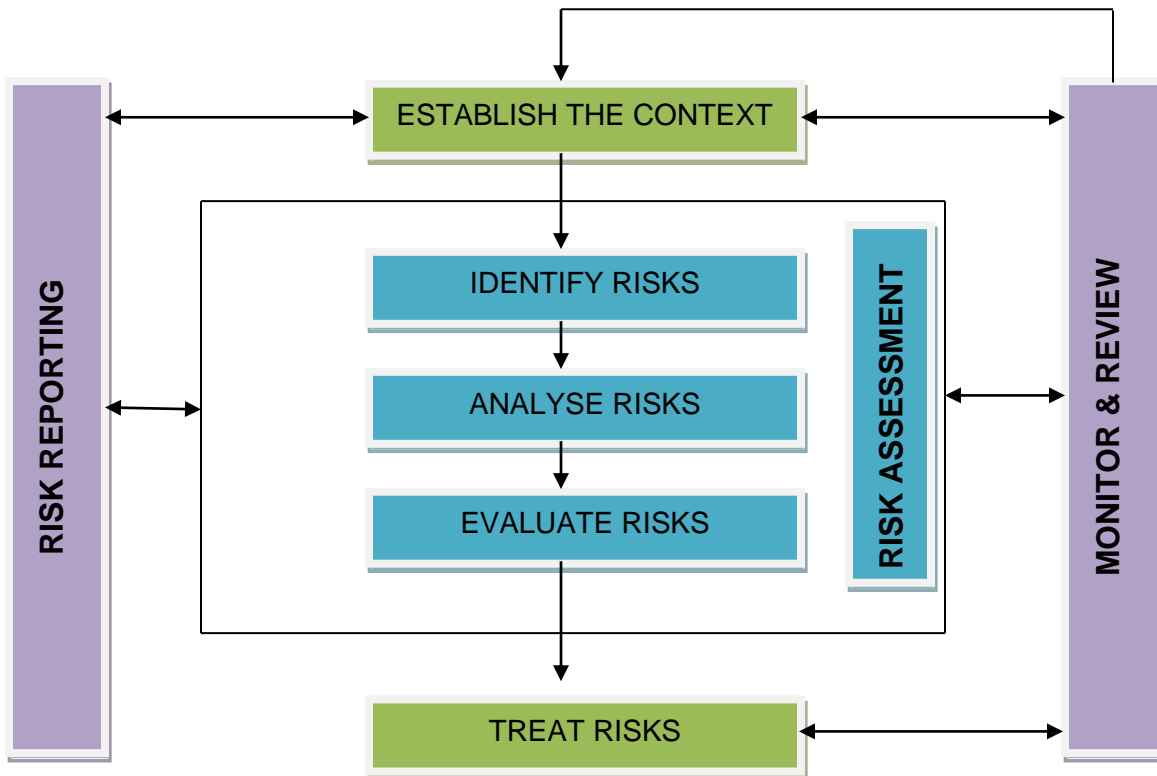 ESTABLISH THE CONTEXT
RISK REPORTING
IDENTIFY RISKS
ANALYSE RISKS
EVALUATE RISKS
RISK ASSESSMENT
MONITOR & REVIEW
TREAT RISKS